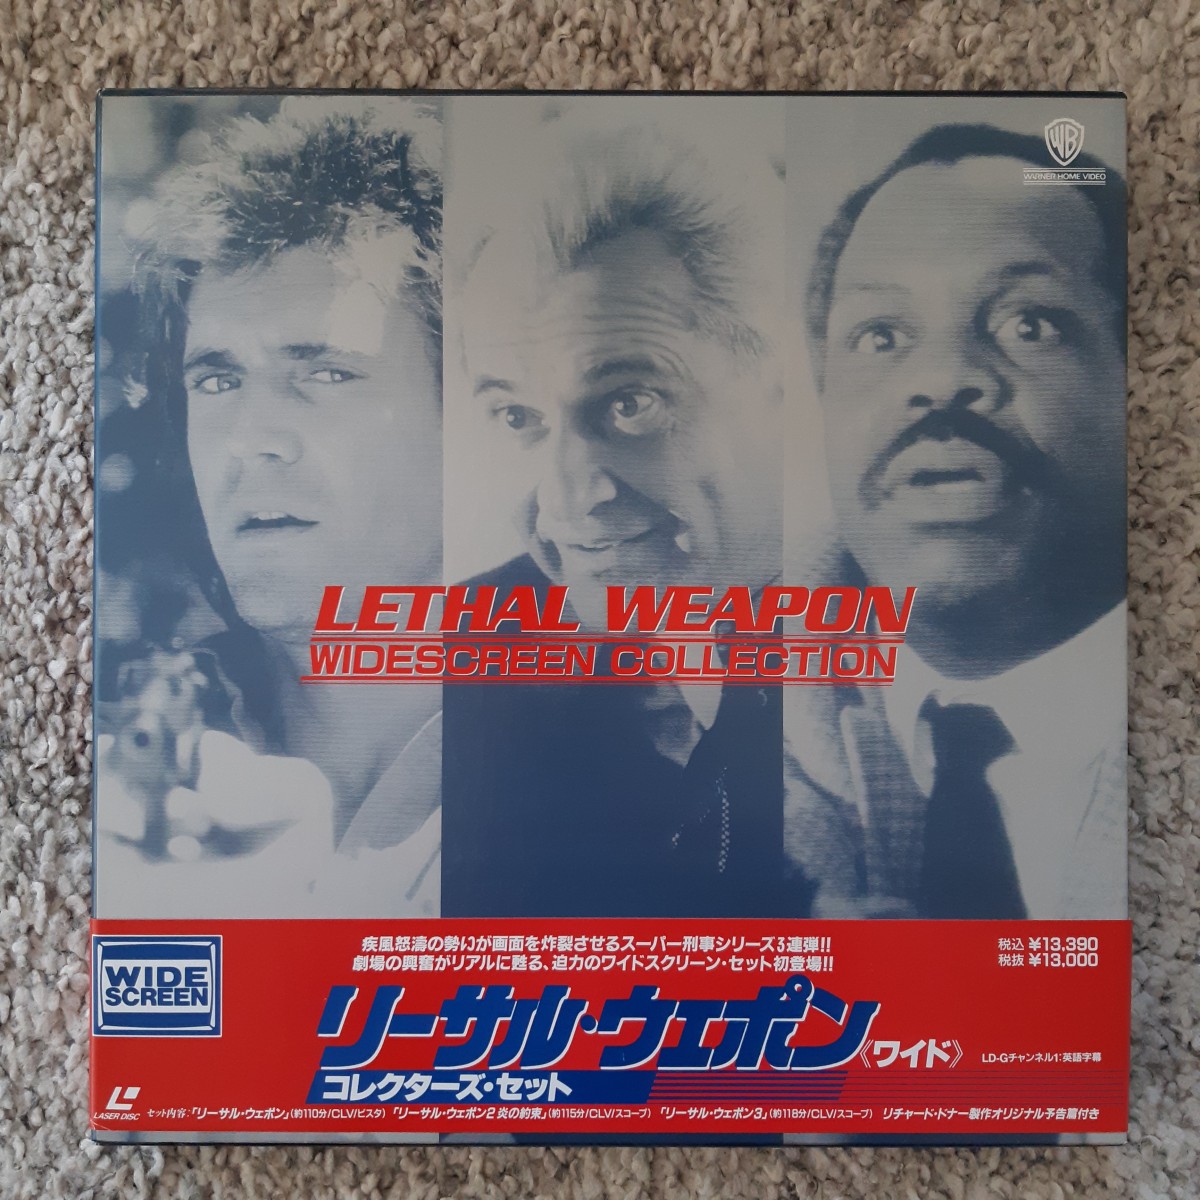 WB
WARNER HOME VIDEO
LETHAL WEAPON
WIDESCREEN COLLECTION
WIDE
SCREEN
疾風怒濤の勢いが画面を炸裂させるスーパー刑事シリーズ3連弾!!
劇場の興奮がリアルに甦る、迫力のワイドスクリーン・セット初登場!!
税込 ¥13,390
税抜 ¥13,000
リーサル・ウェポン《ワイド》
コレクターズ・セット
LD-Gチャンネル1:英語字幕
LASER DISC
セット内容:「リーサル・ウェポン」(約110分/CLV/ビスタ)「リーサル・ウェポン2 炎の約束」(約115分/CLV/スコープ)「リーサル・ウェポン3」(約118分/CLV/スコープ) リチャード・ドナー製作オリジナル予告篇付き